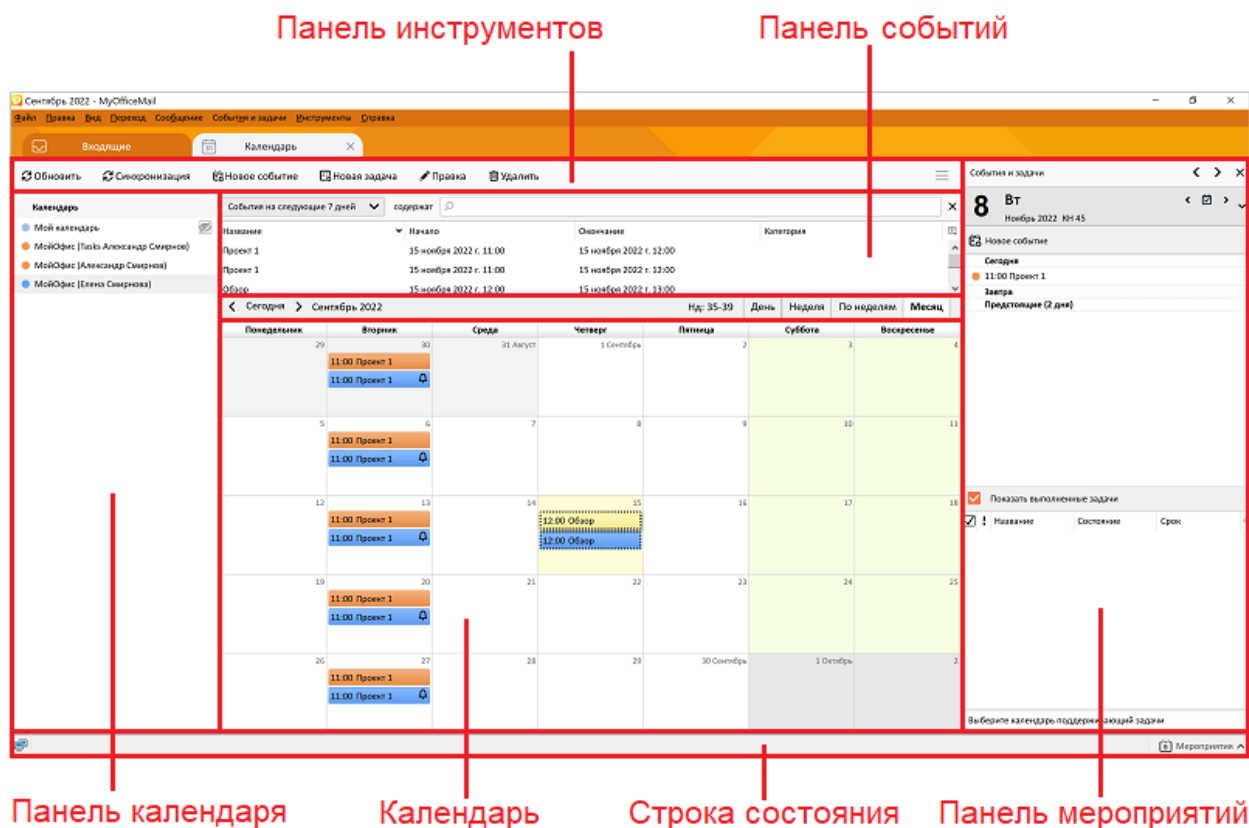 Панель инструментов Панель событий
Сентябрь 2022 - MyOfficeMail
Файл Правка Вид Переход Сообщение События и задачи Инструменты Справка
Входящие Календарь
Обновить Синхронизация Новое событие Новая задача Правка Удалить
Календарь
Мой календарь
МойОфис (Tasks Александр Смирнов)
МойОфис (Александр Смирнов)
МойОфис (Елена Смирнова)
События на следующие 7 дней содержат
Название Начало Окончание Категория
Проект 1 15 ноября 2022 г. 11:00 15 ноября 2022 г. 12:00
Проект 1 15 ноября 2022 г. 11:00 15 ноября 2022 г. 12:00
Обзор 15 ноября 2022 г. 12:00 15 ноября 2022 г. 13:00
Сегодня Сентябрь 2022 Нд: 35-39 День Неделя По неделям Месяц
Понедельник Вторник Среда Четверг Пятница Суббота Воскресенье
29 30 31 Август 1 Сентябрь 2 3 4
11:00 Проект 1
11:00 Проект 1
5 6 7 8 9 10 11
11:00 Проект 1
11:00 Проект 1
12 13 14 15 16 17 18
11:00 Проект 1 12:00 Обзор
11:00 Проект 1 12:00 Обзор
19 20 21 22 23 24 25
11:00 Проект 1
11:00 Проект 1
26 27 28 29 30 Сентябрь 1 Октябрь 2
11:00 Проект 1
11:00 Проект 1
События и задачи
8 Вт
Ноябрь 2022 КН 45
Новое событие
Сегодня
11:00 Проект 1
Завтра
Предстоящие (2 дня)
Показать выполненные задачи
! Название Состояние Срок
Выберите календарь поддерживающий задачи
Мероприятия
Панель календаря Календарь Строка состояния Панель мероприятий